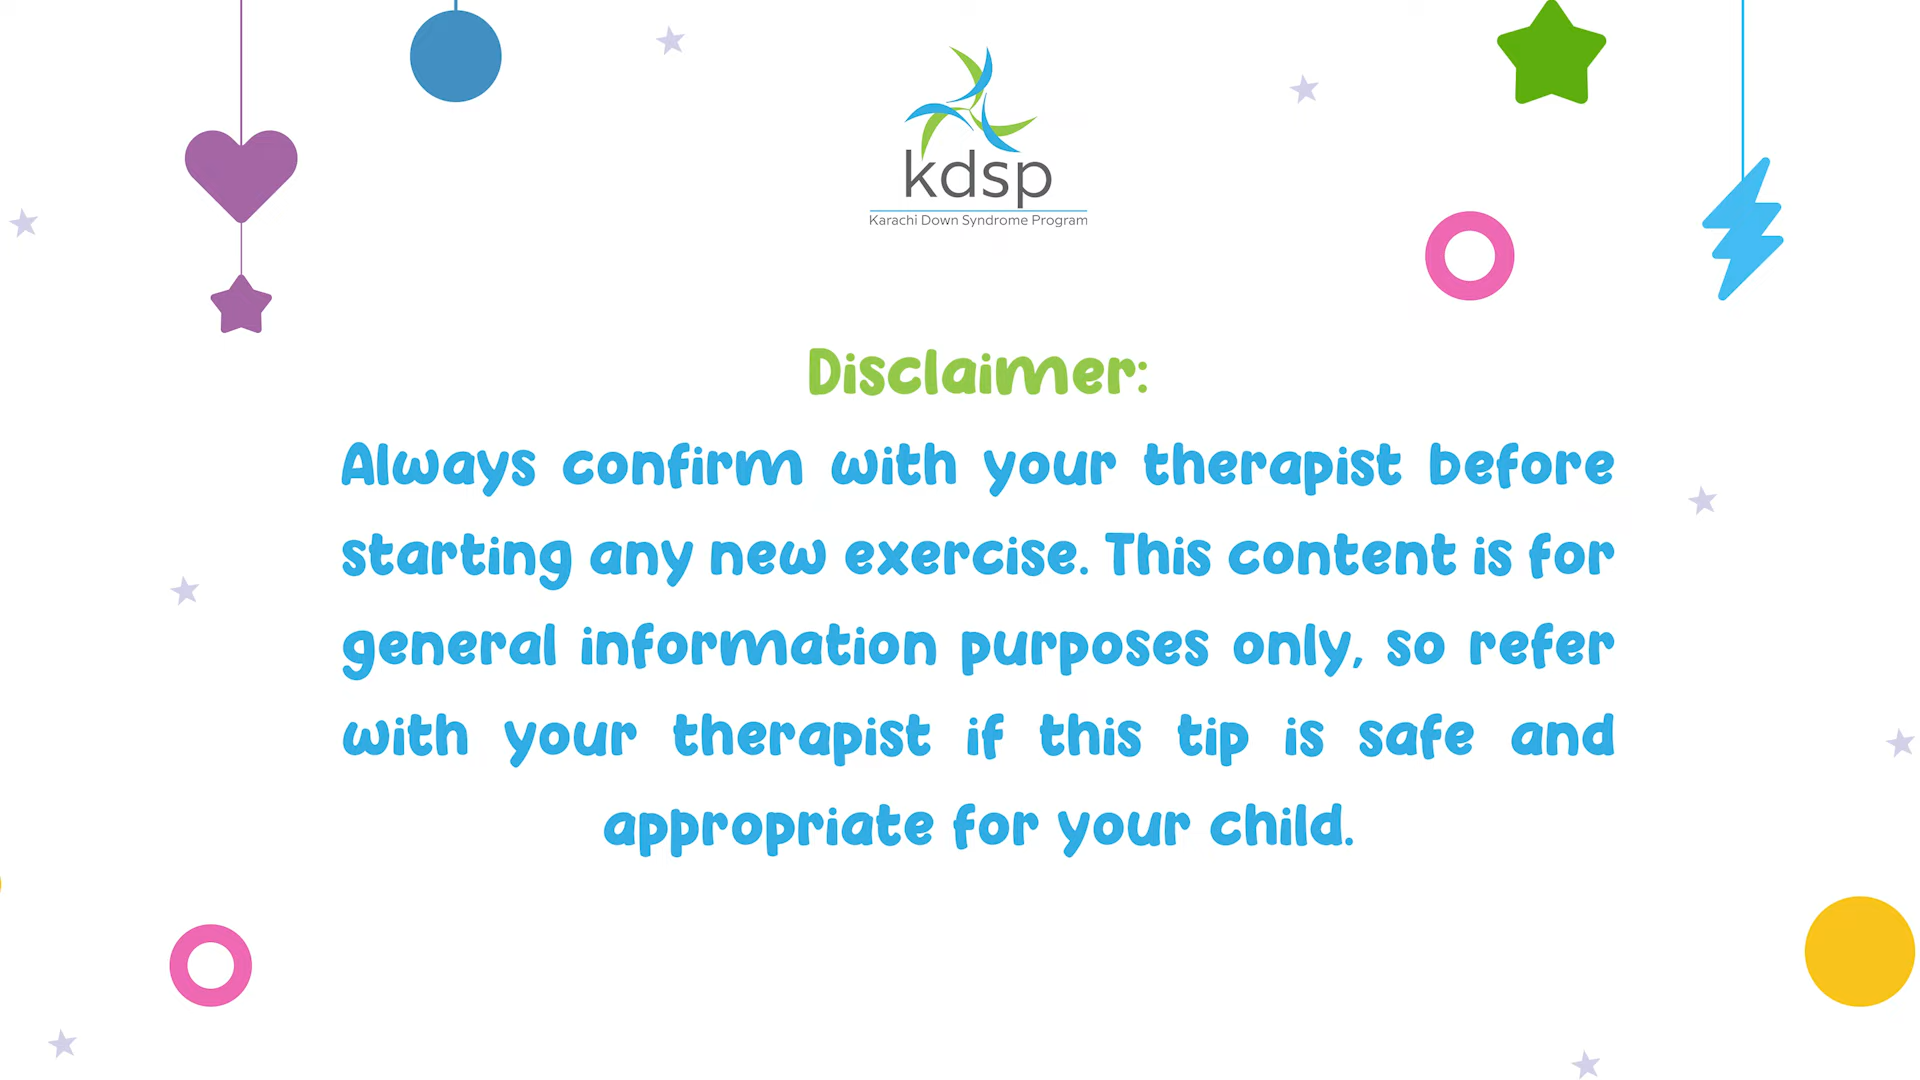 kdsp
Karachi Down Syndrome Program
Disclaimer:
Always confirm with your therapist before
starting any new exercise. This content is for
general information purposes only, so refer
with your therapist if this tip is safe and
appropriate for your child.